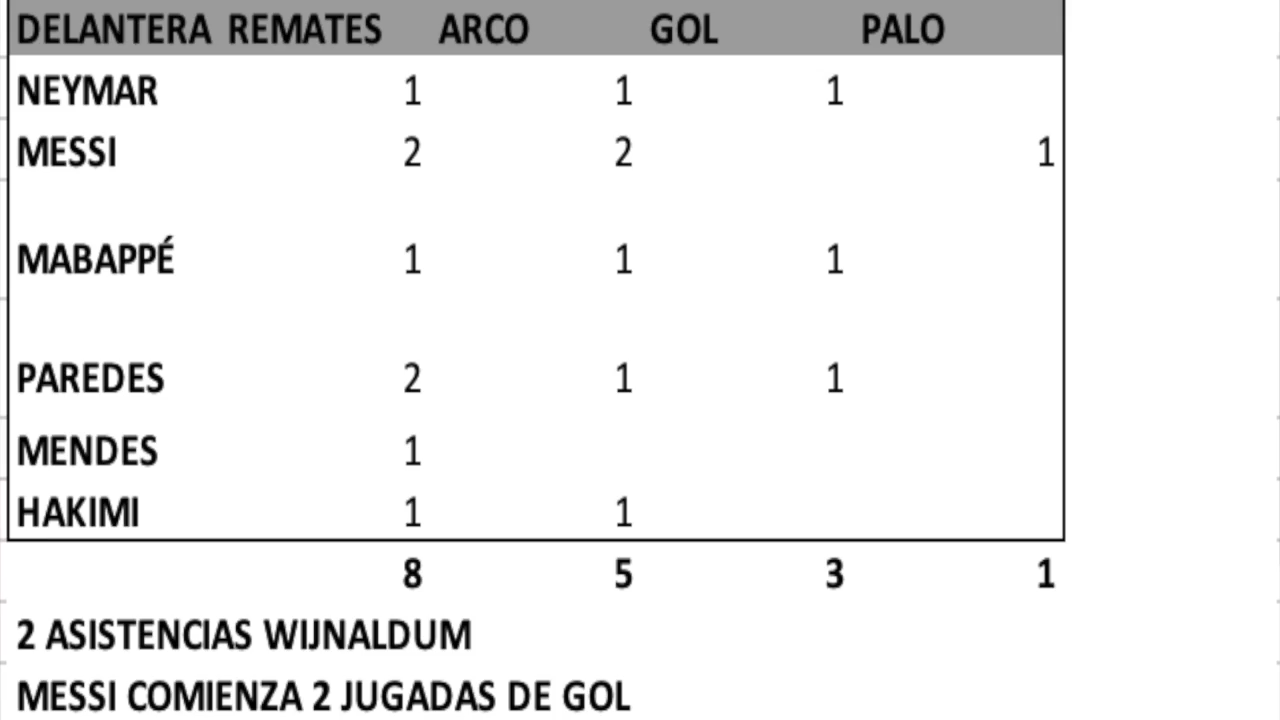 DELANTERA REMATES ARCO GOL PALO
NEYMAR 1 1 1
MESSI 2 2 1
MABAPPÉ 1 1 1
PAREDES 2 1 1
MENDES 1
HAKIMI 1 1
8 5 3 1
2 ASISTENCIAS WIJNALDUM
MESSI COMIENZA 2 JUGADAS DE GOL